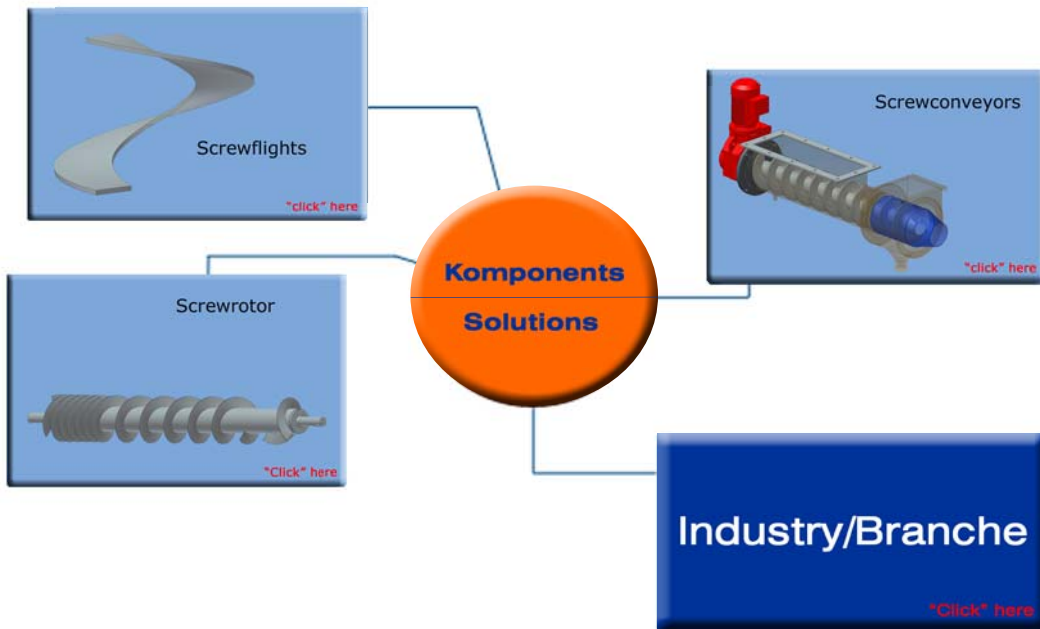 Screwflights
"click" here
Screwconveyors
"click" here
Komponents
Solutions
Screwrotor
"Click" here
Industry/Branche
"Click" here